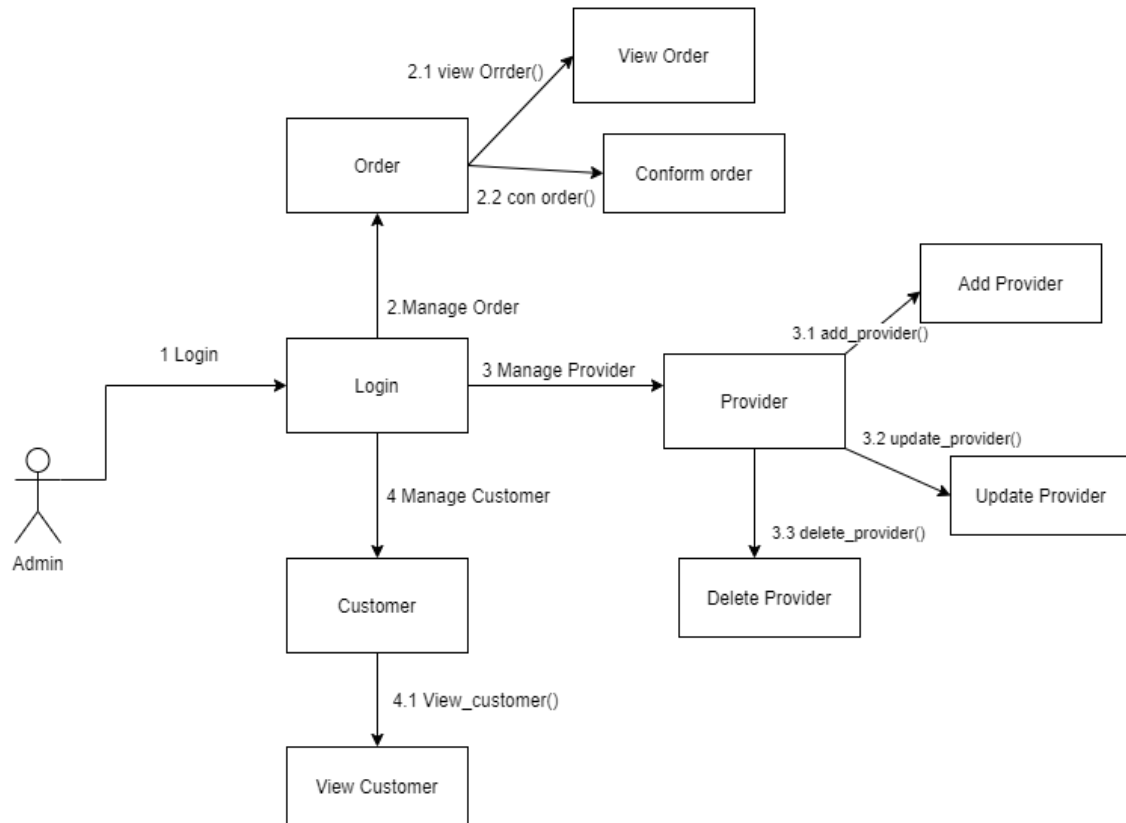 View Order
2.1 view Orrder()
Order
Conform order
2.2 con order()
Add Provider
2.Manage Order
3.1 add_provider()
1 Login
Login
3 Manage Provider
Provider
3.2 update_provider()
4 Manage Customer
Update Provider
3.3 delete_provider()
Admin
Customer
Delete Provider
4.1 View_customer()
View Customer